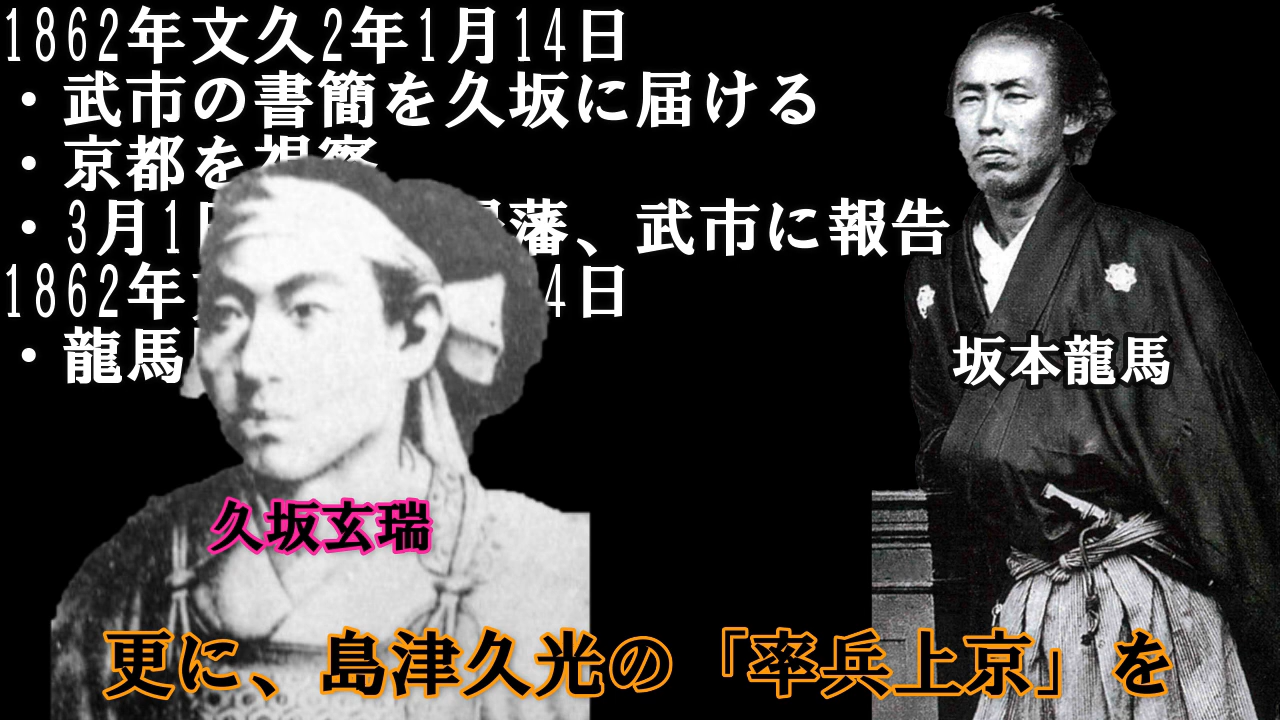 1862年文久2年1月14日
・武市の書簡を久坂に届ける
・京都を視察
・3月1日 藩、武市に報告
1862年 4日
・龍馬
坂本龍馬
久坂玄瑞
更に、島津久光の「率兵上京」を